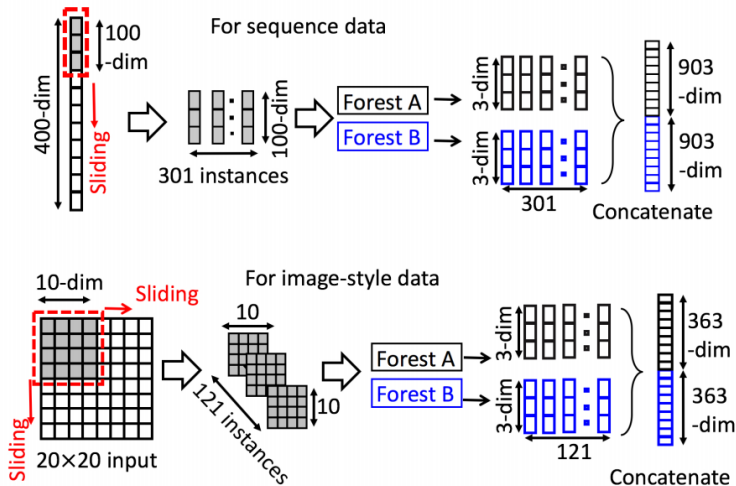 For sequence data
100
-dim
400-dim
Sliding
301 instances
100-dim
Forest A
Forest B
3-dim
3-dim
301
903
-dim
903
-dim
Concatenate
For image-style data
10-dim
Sliding
Sliding
20×20 input
10
10
121 instances
Forest A
Forest B
3-dim
3-dim
121
363
-dim
363
-dim
Concatenate